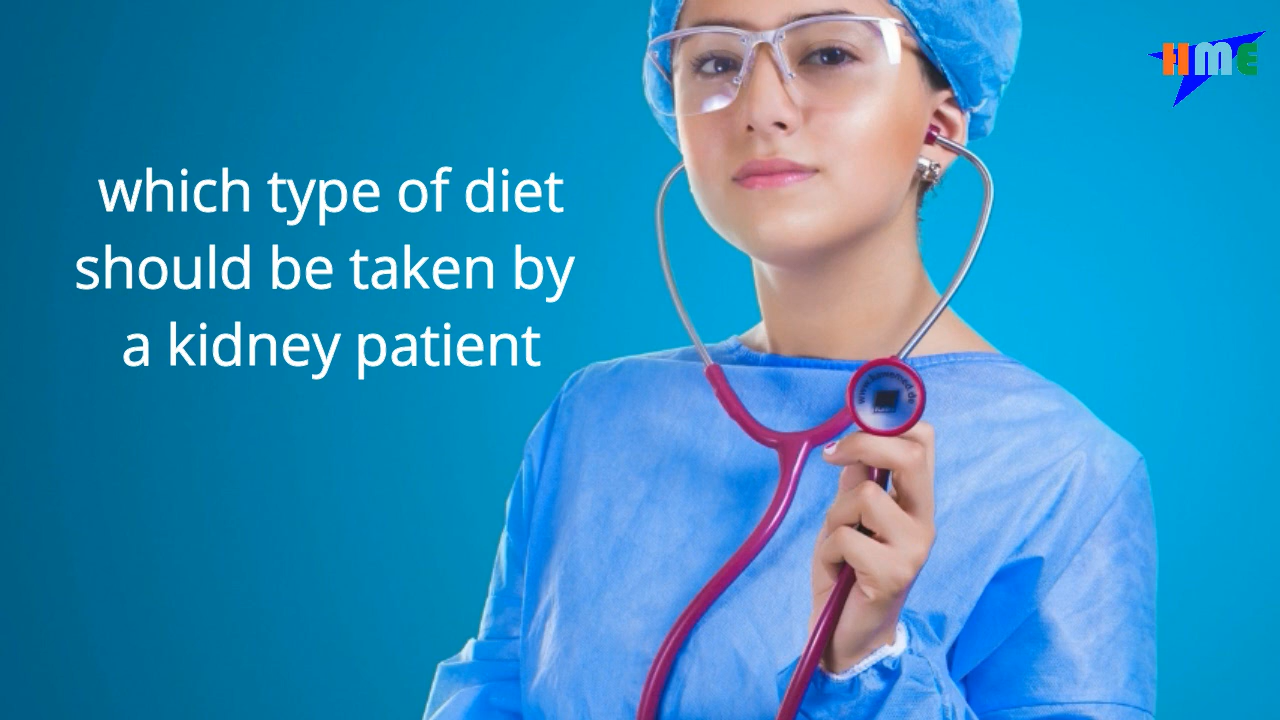 which type of diet
should be taken by
a kidney patient
HME